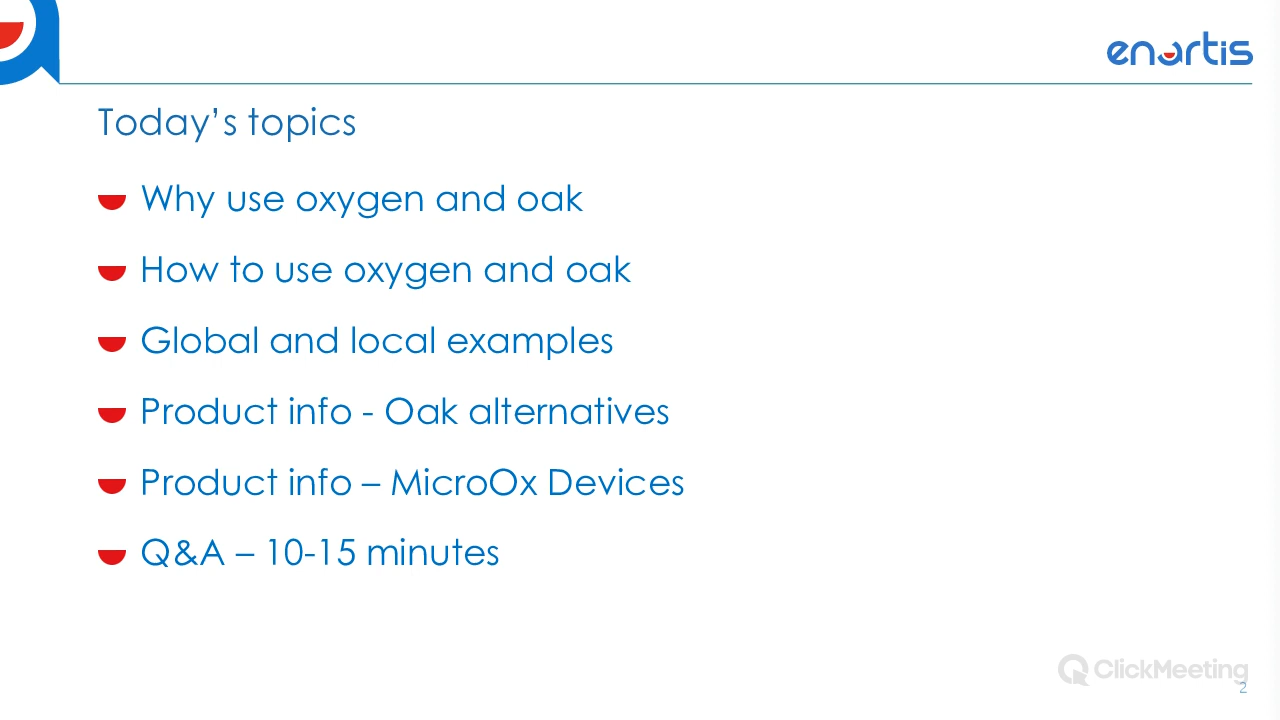 enartis
Today’s topics
Why use oxygen and oak
How to use oxygen and oak
Global and local examples
Product info - Oak alternatives
Product info – MicroOx Devices
Q&A – 10-15 minutes
ClickMeeting
2